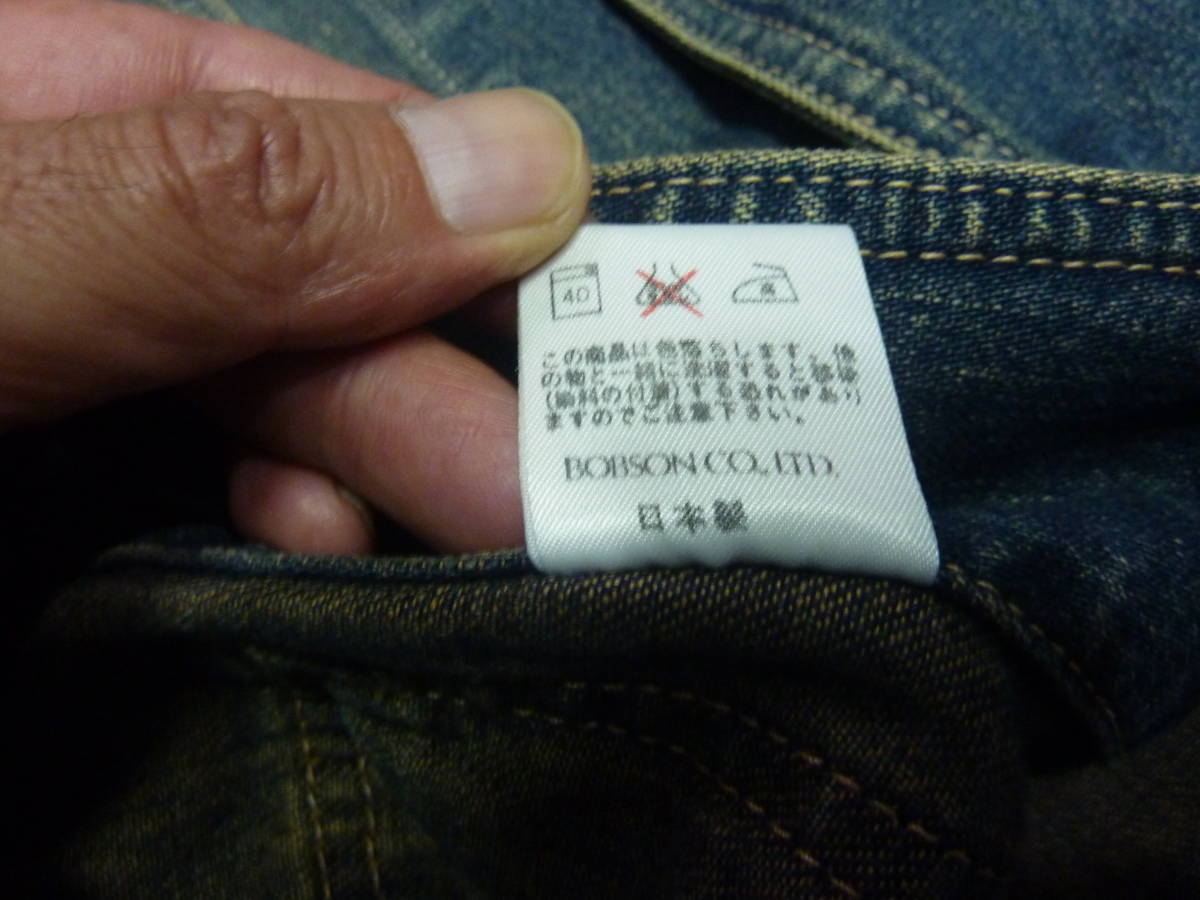 40
この商品は色落ちします。他
の物と一緒に洗濯すると移染
(染料の付着)する恐れがあり
ますのでご注意下さい。
BOBSON CO., LTD.
日本製